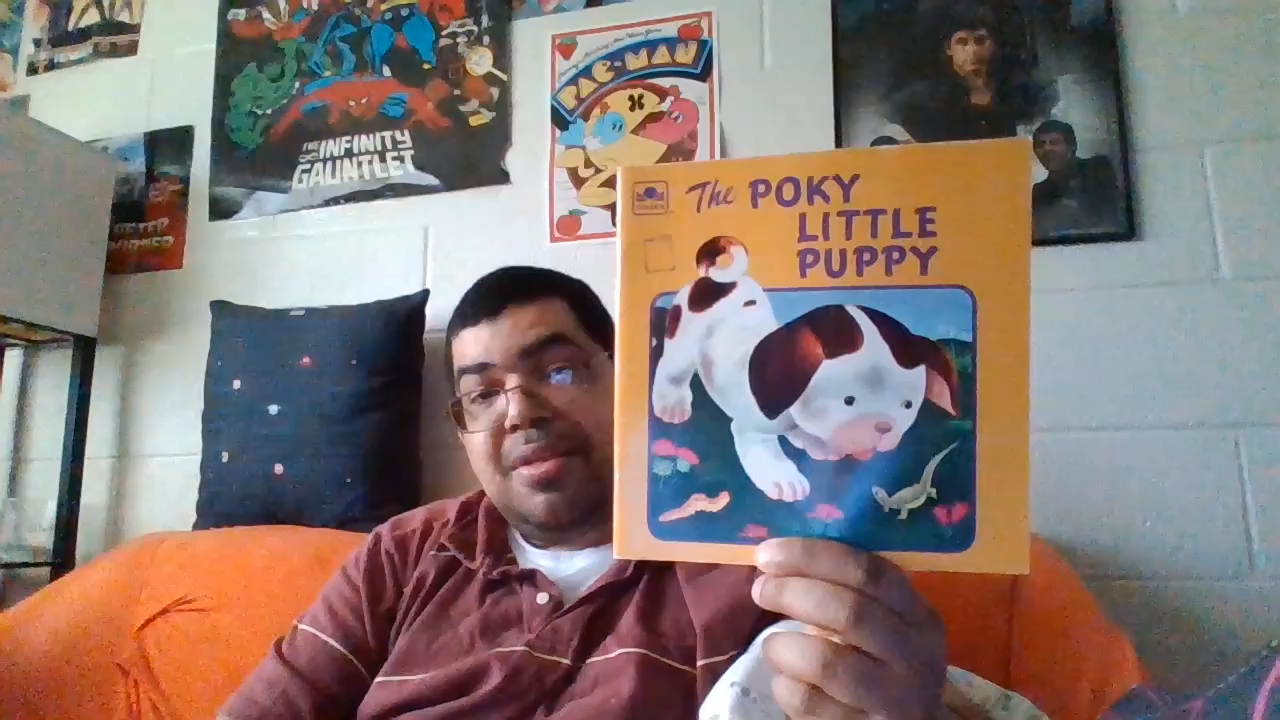 THE
INFINITY
GAUNTLET
PAC-MAN
The POKY
LITTLE
PUPPY